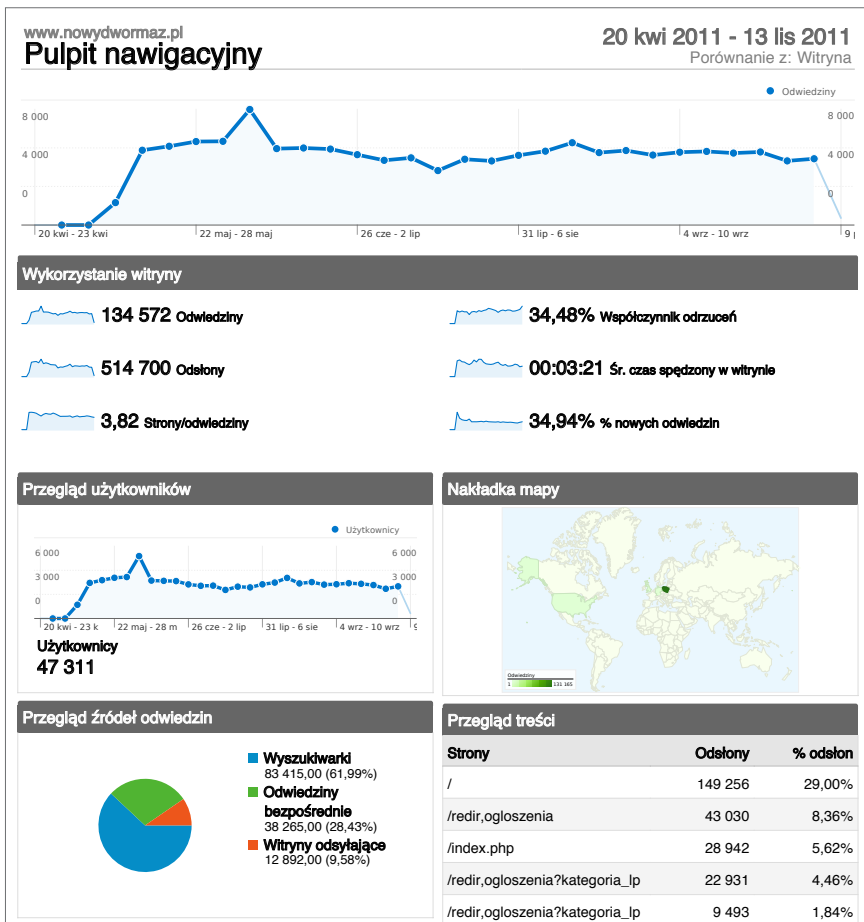 www.nowydwormaz.pl
Pulpit nawigacyjny
20 kwi 2011 - 13 lis 2011
Porównanie z: Witryna
Odwiedziny
8 000 8 000
4 000 4 000
0 0
20 kwi - 23 kwi 22 maj - 28 maj 26 cze - 2 lip 31 lip - 6 sie 4 wrz - 10 wrz 9
Wykorzystanie witryny
134 572 Odwiedziny
34,48% Współczynnik odrzuceń
514 700 Odsłony
00:03:21 Śr. czas spędzony w witrynie
3,82 Strony/odwiedziny
34,94% % nowych odwiedzin
Przegląd użytkowników
Użytkownicy
6 000 6 000
3 000 3 000
0 0
20 kwi - 23 k 22 maj - 28 m 26 cze - 2 lip 31 lip - 6 sie 4 wrz - 10 wrz
Użytkownicy
47 311
Nakładka mapy
Odwiedziny
1 131 165
Przegląd źródeł odwiedzin
Wyszukiwarki
83 415,00 (61,99%)
Odwiedziny
bezpośrednie
38 265,00 (28,43%)
Witryny odsyłające
12 892,00 (9,58%)
Przegląd treści
Strony Odsłony % odsłon
/ 149 256 29,00%
/redir,ogloszenia 43 030 8,36%
/index.php 28 942 5,62%
/redir,ogloszenia?kategoria_lp 22 931 4,46%
/redir,ogloszenia?kategoria_lp 9 493 1,84%